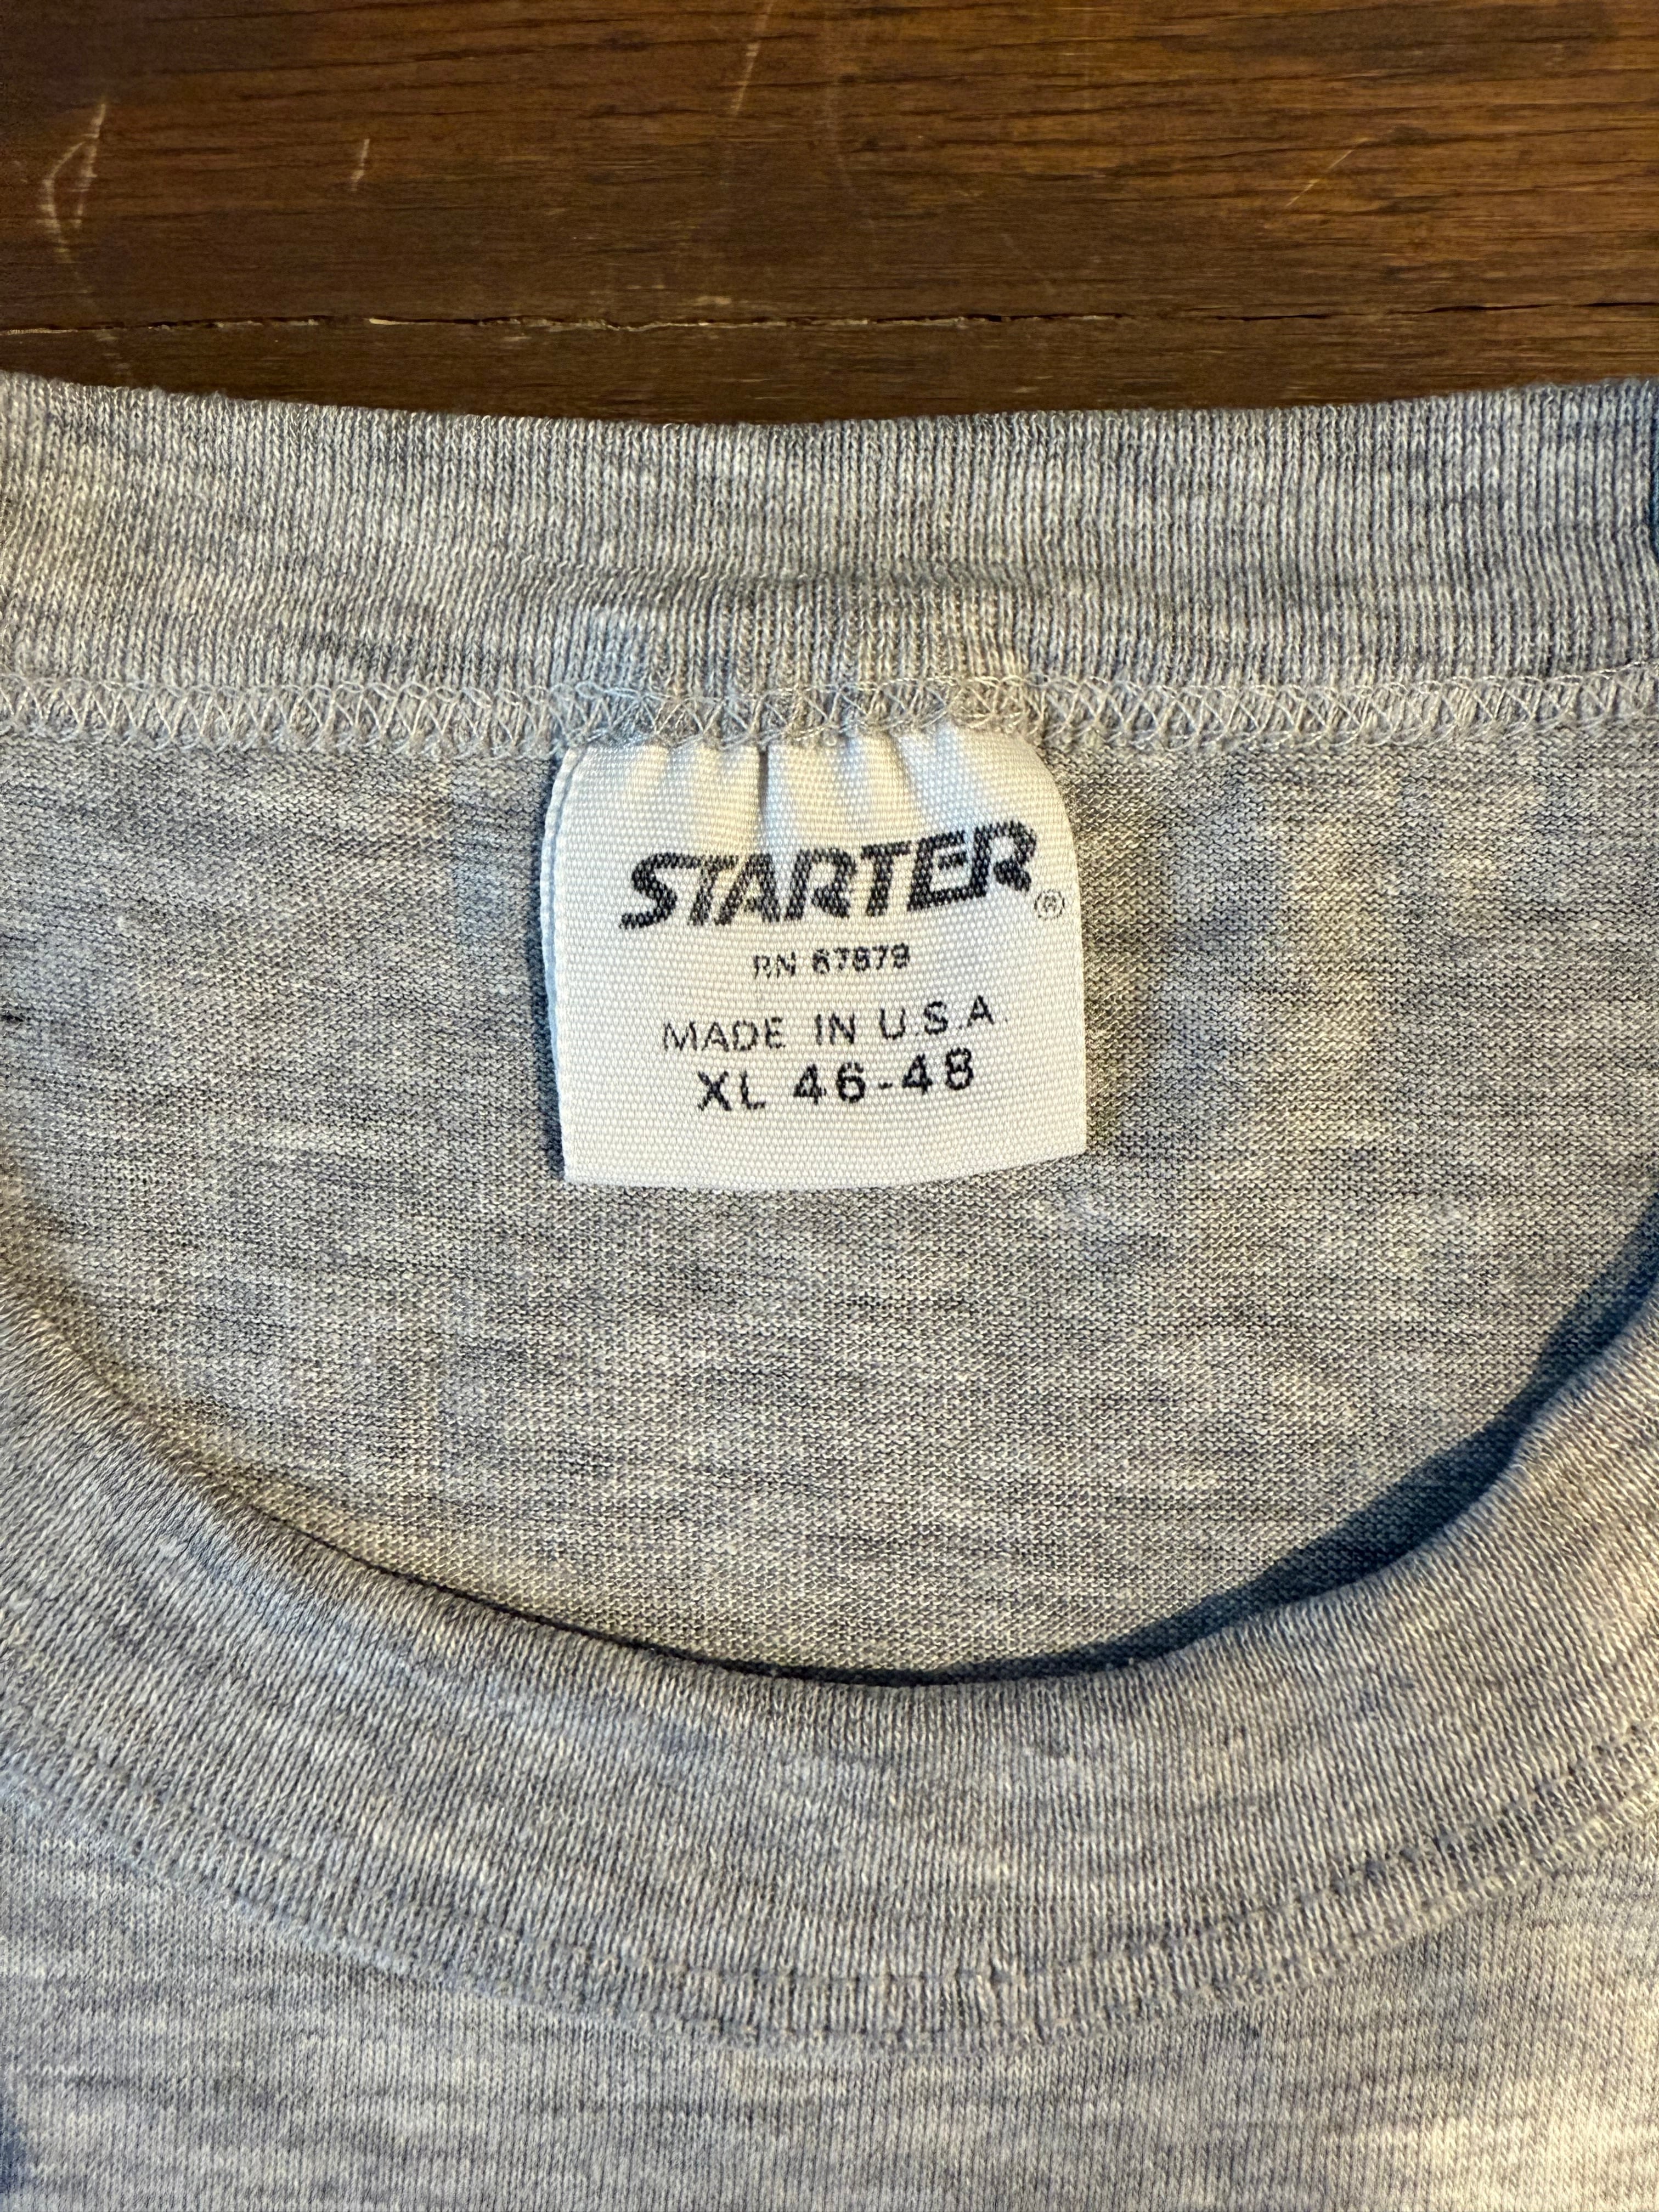 STARTER®
RN 67879
MADE IN U.S.A.
XL 46-48